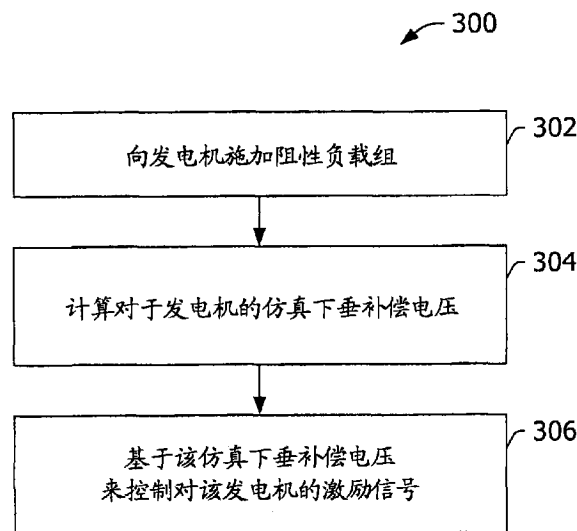 300
302
向发电机施加阻性负载组
304
计算对于发电机的仿真下垂补偿电压
306
基于该仿真下垂补偿电压
来控制对该发电机的激励信号